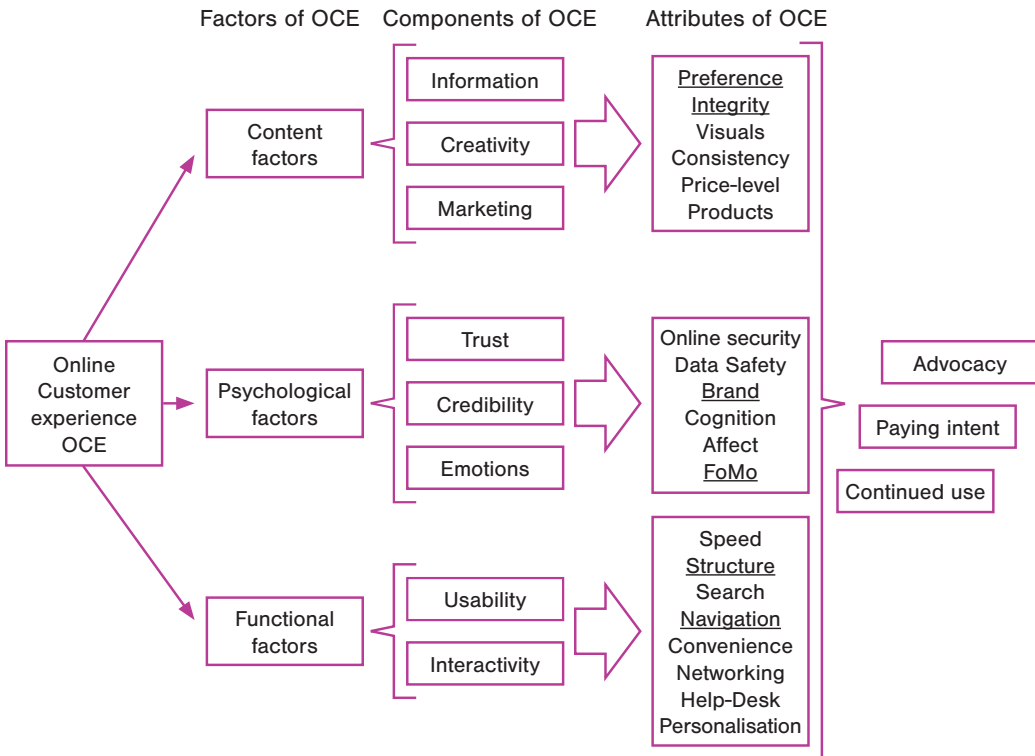 Factors of OCE
Components of OCE
Attributes of OCE
Online
Customer
experience
OCE
Content
factors
Information
Creativity
Marketing
Preference
Integrity
Visuals
Consistency
Price-level
Products
Psychological
factors
Trust
Credibility
Emotions
Online security
Data Safety
Brand
Cognition
Affect
FoMo
Functional
factors
Usability
Interactivity
Speed
Structure
Search
Navigation
Convenience
Networking
Help-Desk
Personalisation
Advocacy
Paying intent
Continued use